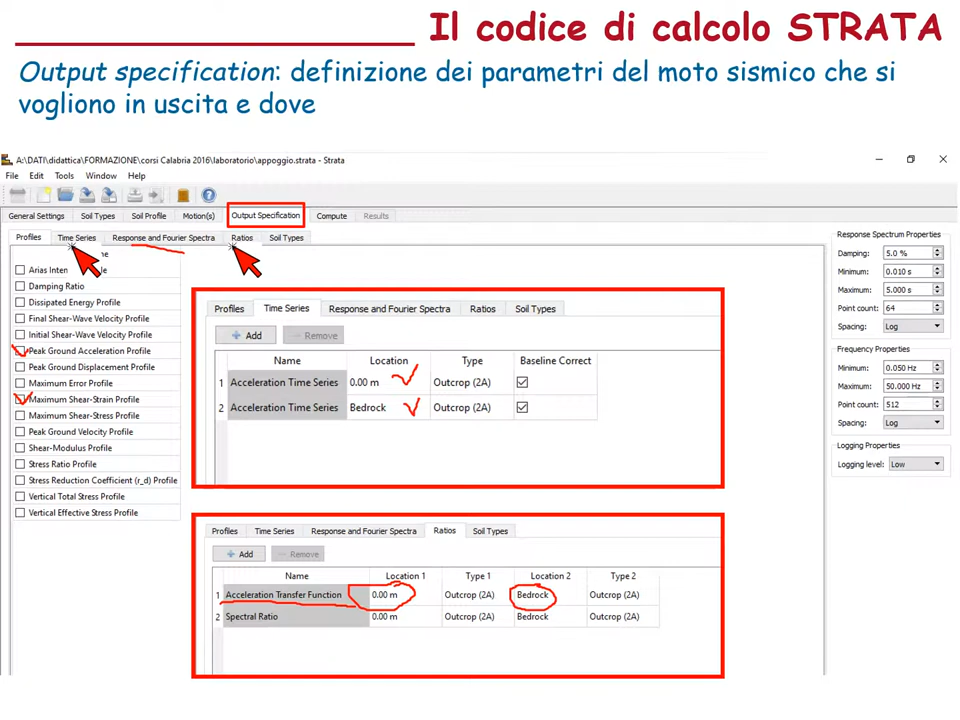 Il codice di calcolo STRATA
Output specification: definizione dei parametri del moto sismico che si
vogliono in uscita e dove
A:\DATI\didattica\FORMAZIONE\corsi Calabria 2016\laboratorio\appoggio.strata - Strata
File Edit Tools Window Help
General Settings Soil Types Soil Profile Motion(s) Output Specification Compute Results
Profiles Time Series Response and Fourier Spectra Ratios Soil Types
Arias Inten
Damping Ratio
Dissipated Energy Profile
Final Shear-Wave Velocity Profile
Initial Shear-Wave Velocity Profile
Peak Ground Acceleration Profile
Peak Ground Displacement Profile
Maximum Error Profile
Maximum Shear-Strain Profile
Maximum Shear-Stress Profile
Peak Ground Velocity Profile
Shear-Modulus Profile
Stress Ratio Profile
Stress Reduction Coefficient (r_d) Profile
Vertical Total Stress Profile
Vertical Effective Stress Profile
Profiles Time Series Response and Fourier Spectra Ratios Soil Types
Add Remove
Name Location Type Baseline Correct
1 Acceleration Time Series 0.00 m Outcrop (2A)
2 Acceleration Time Series Bedrock Outcrop (2A)
Profiles Time Series Response and Fourier Spectra Ratios Soil Types
Add Remove
Name Location 1 Type 1 Location 2 Type 2
1 Acceleration Transfer Function 0.00 m Outcrop (2A) Bedrock Outcrop (2A)
2 Spectral Ratio 0.00 m Outcrop (2A) Bedrock Outcrop (2A)
Response Spectrum Properties
Damping: 5.0 %
Minimum: 0.010 s
Maximum: 5.000 s
Point count: 64
Spacing: Log
Frequency Properties
Minimum: 0.050 Hz
Maximum: 50.000 Hz
Point count: 512
Spacing: Log
Logging Properties
Logging level: Low